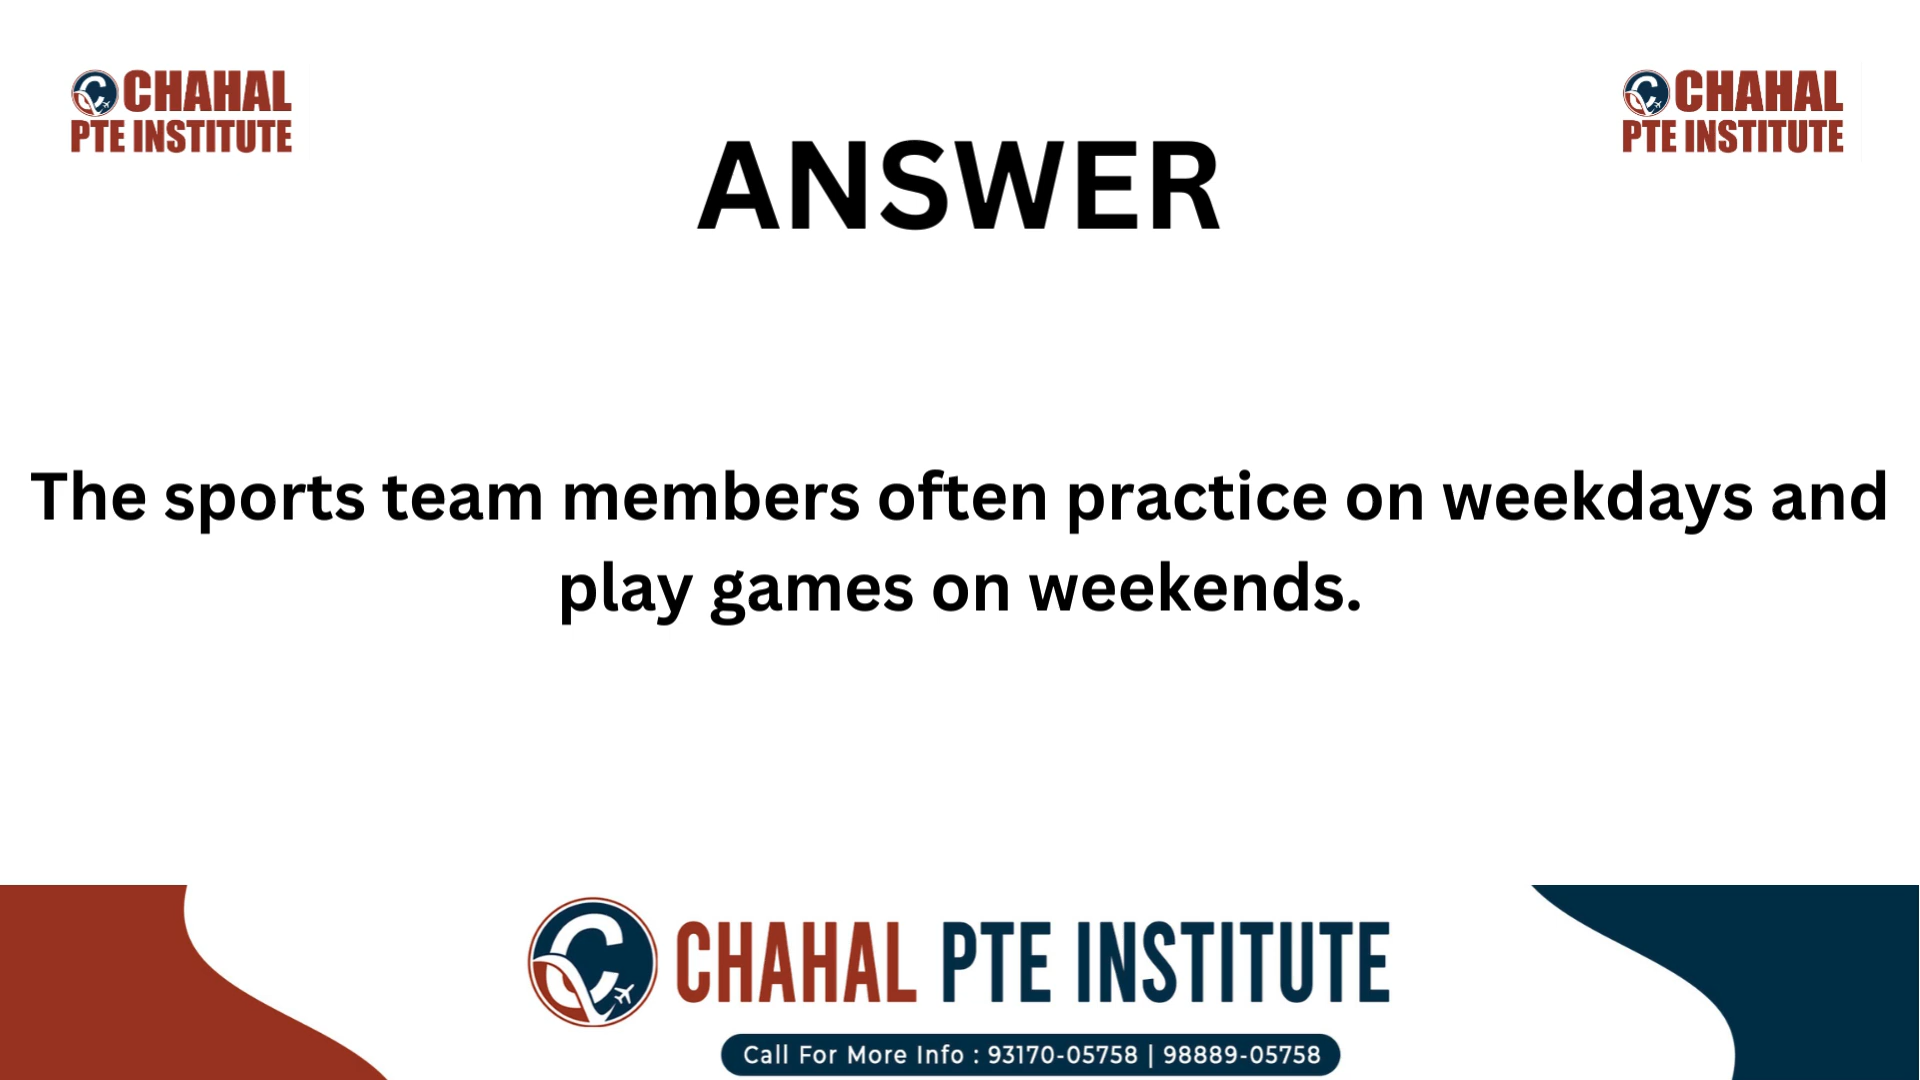 CHAHAL
PTE INSTITUTE
CHAHAL
PTE INSTITUTE
ANSWER
The sports team members often practice on weekdays and
play games on weekends.
CHAHAL PTE INSTITUTE
Call For More Info : 93170-05758 | 98889-05758